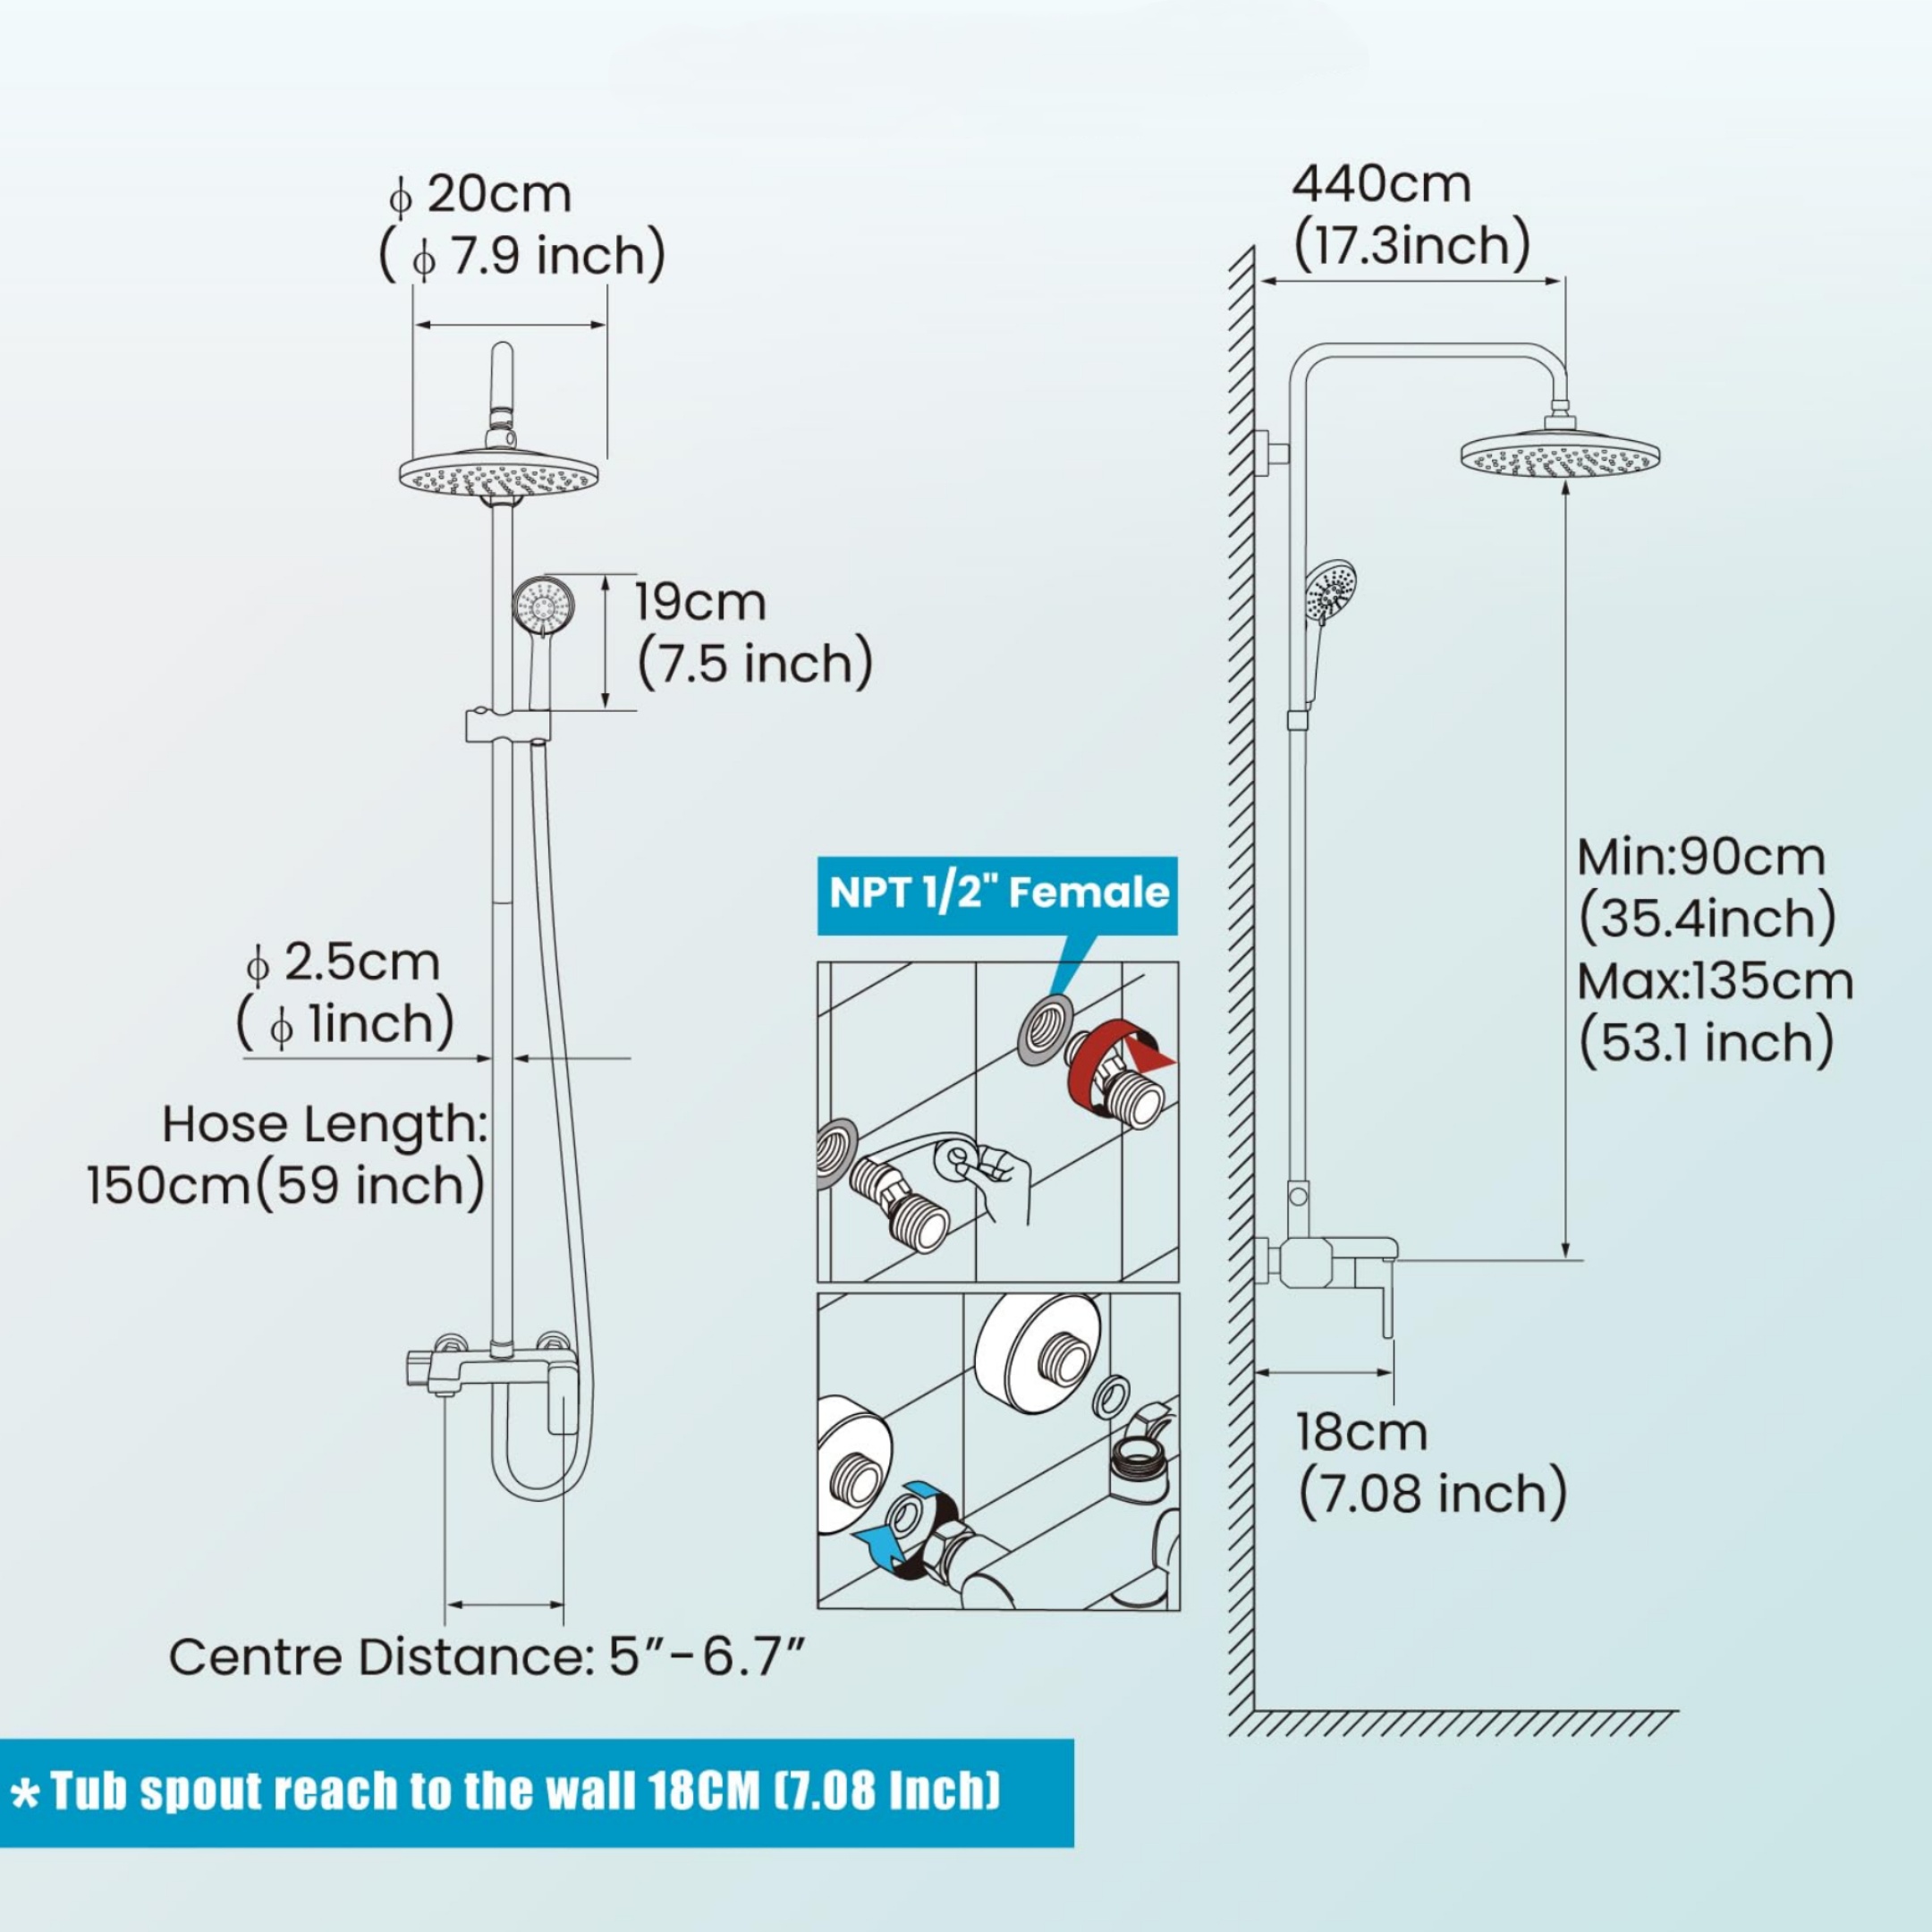 ϕ 20cm
( ϕ 7.9 inch)
440cm
(17.3inch)
19cm
(7.5 inch)
Min:90cm
(35.4inch)
Max:135cm
(53.1 inch)
NPT 1/2" Female
ϕ 2.5cm
( ϕ 1inch)
Hose Length:
150cm(59 inch)
18cm
(7.08 inch)
Centre Distance: 5”-6.7”
* Tub spout reach to the wall 18CM (7.08 Inch)